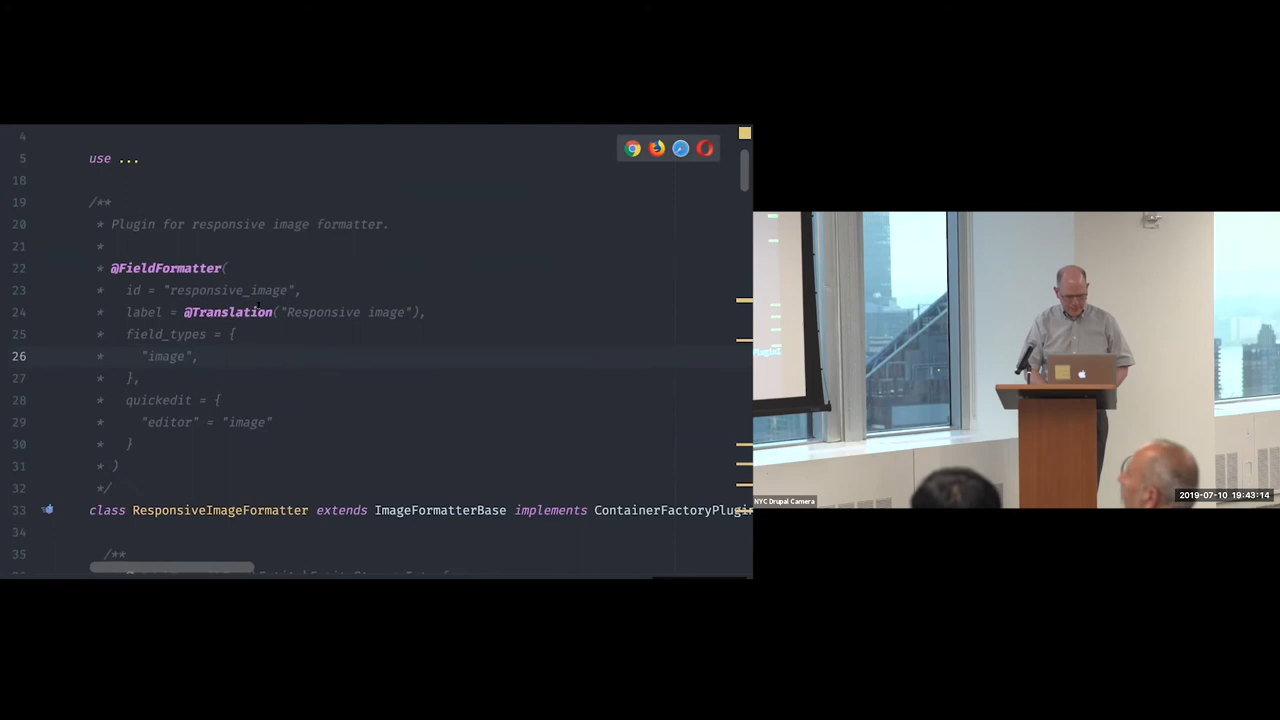 4
5 use ...
18
19 /**
20 * Plugin for responsive image formatter.
21 *
22 * @FieldFormatter(
23 * id = "responsive_image",
24 * label = @Translation("Responsive image"),
25 * field_types = {
26 * "image",
27 * },
28 * quickedit = {
29 * "editor" = "image"
30 * }
31 * )
32 */
33 class ResponsiveImageFormatter extends ImageFormatterBase implements ContainerFactoryPlugin
34
35 /**
NYC Drupal Camera
2019-07-10 19:43:14